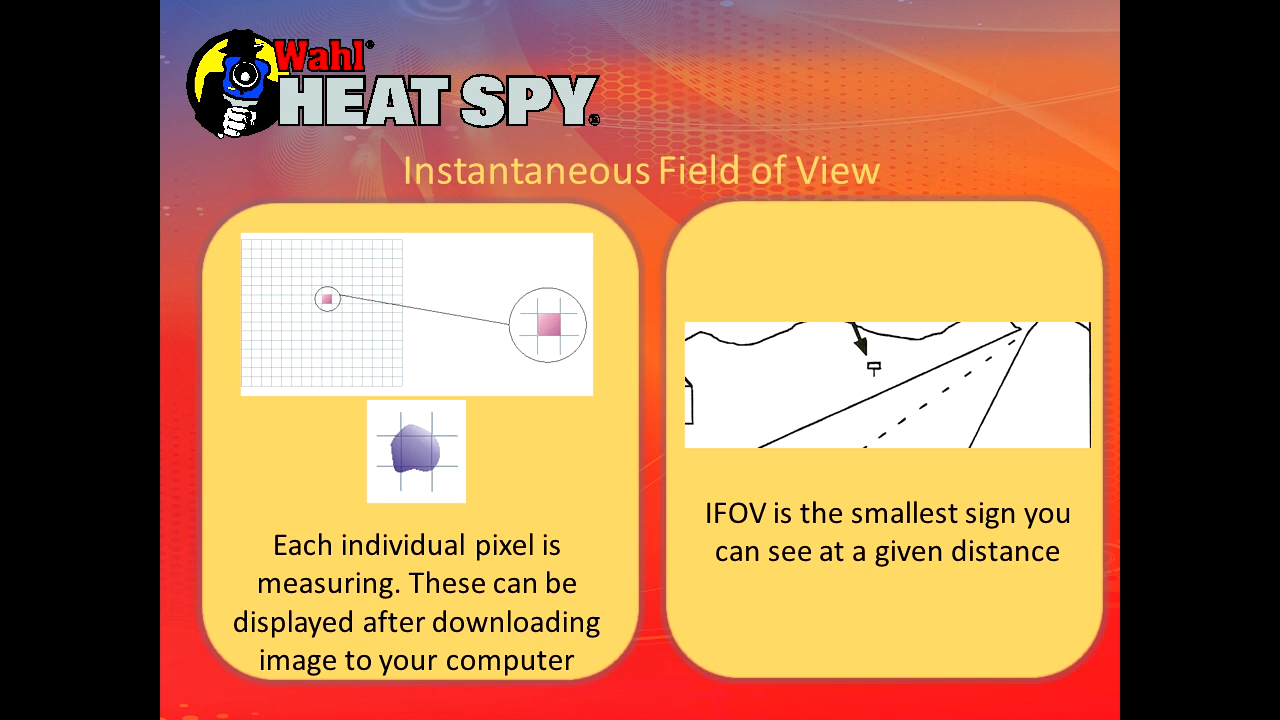 Wahl®
HEAT SPY®
Instantaneous Field of View
Each individual pixel is
measuring. These can be
displayed after downloading
image to your computer
IFOV is the smallest sign you
can see at a given distance